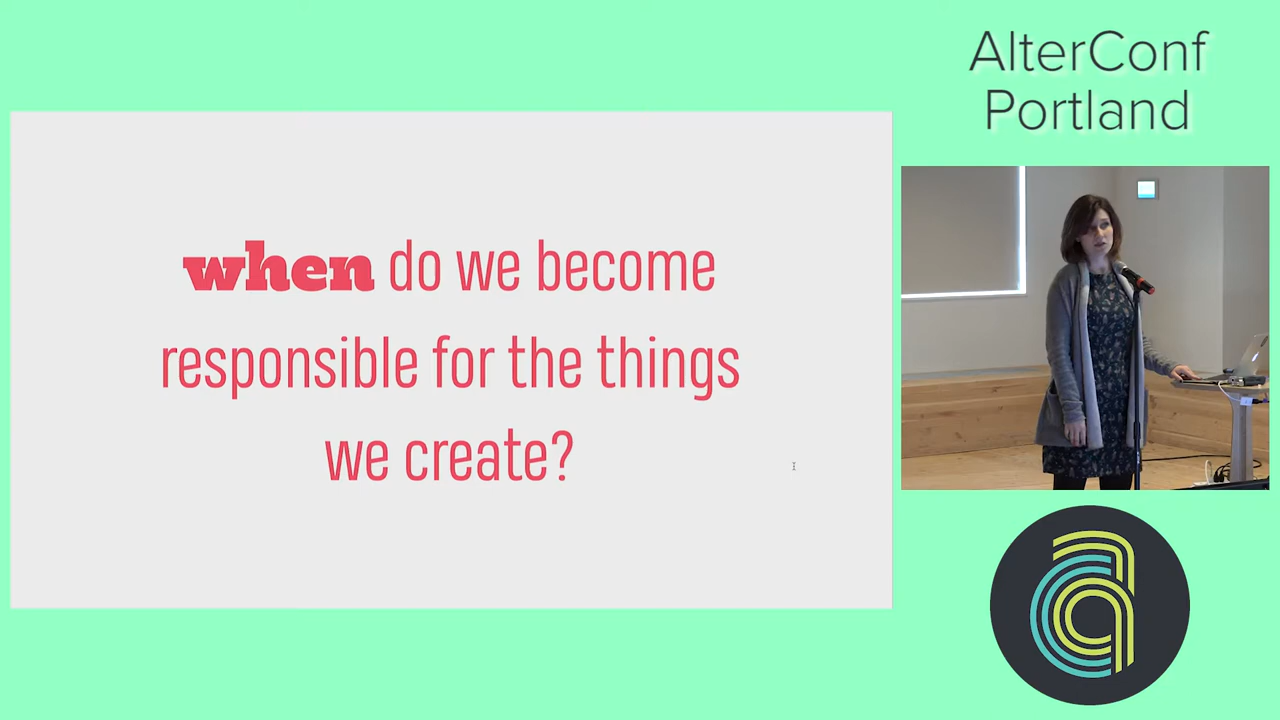 AlterConf
Portland
when do we become
responsible for the things
we create?